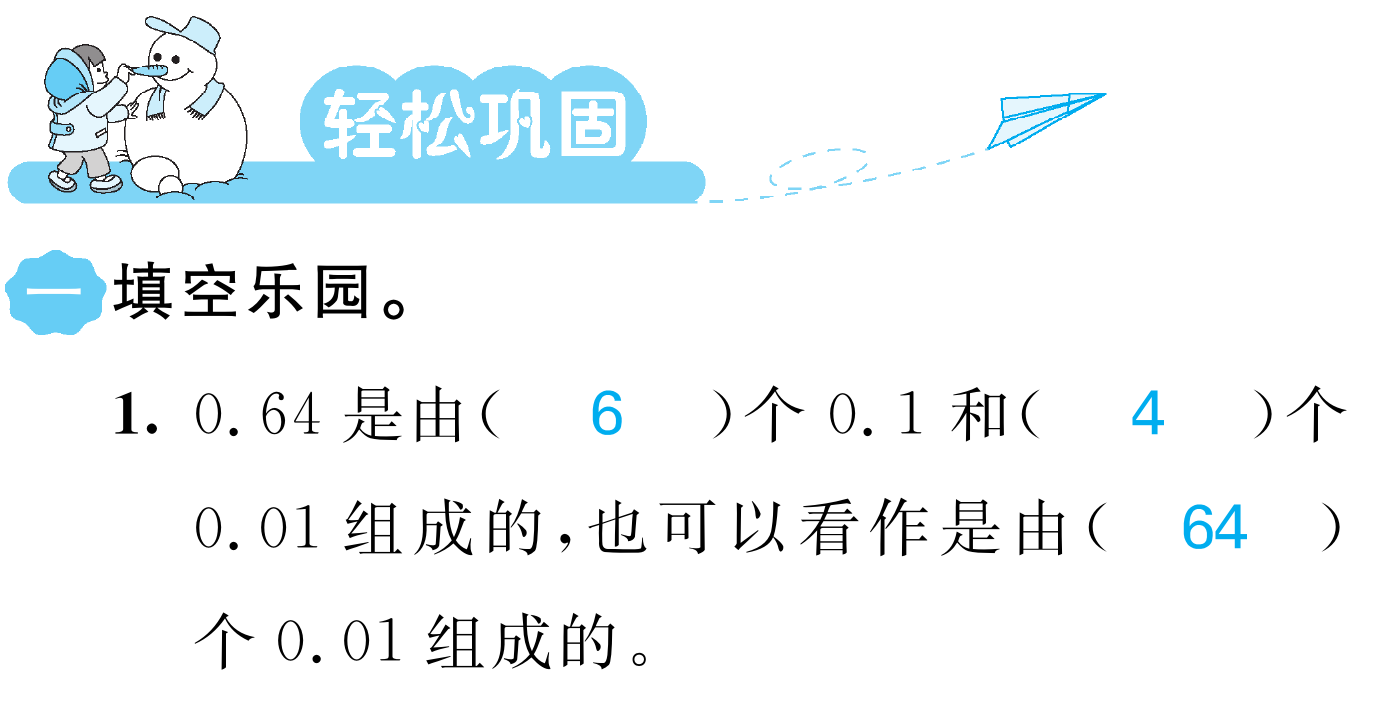 轻松巩固
一 填空乐园。
1. 0.64 是由( 6 )个 0.1 和( 4 )个
0.01 组成的,也可以看作是由( 64 )
个 0.01 组成的。